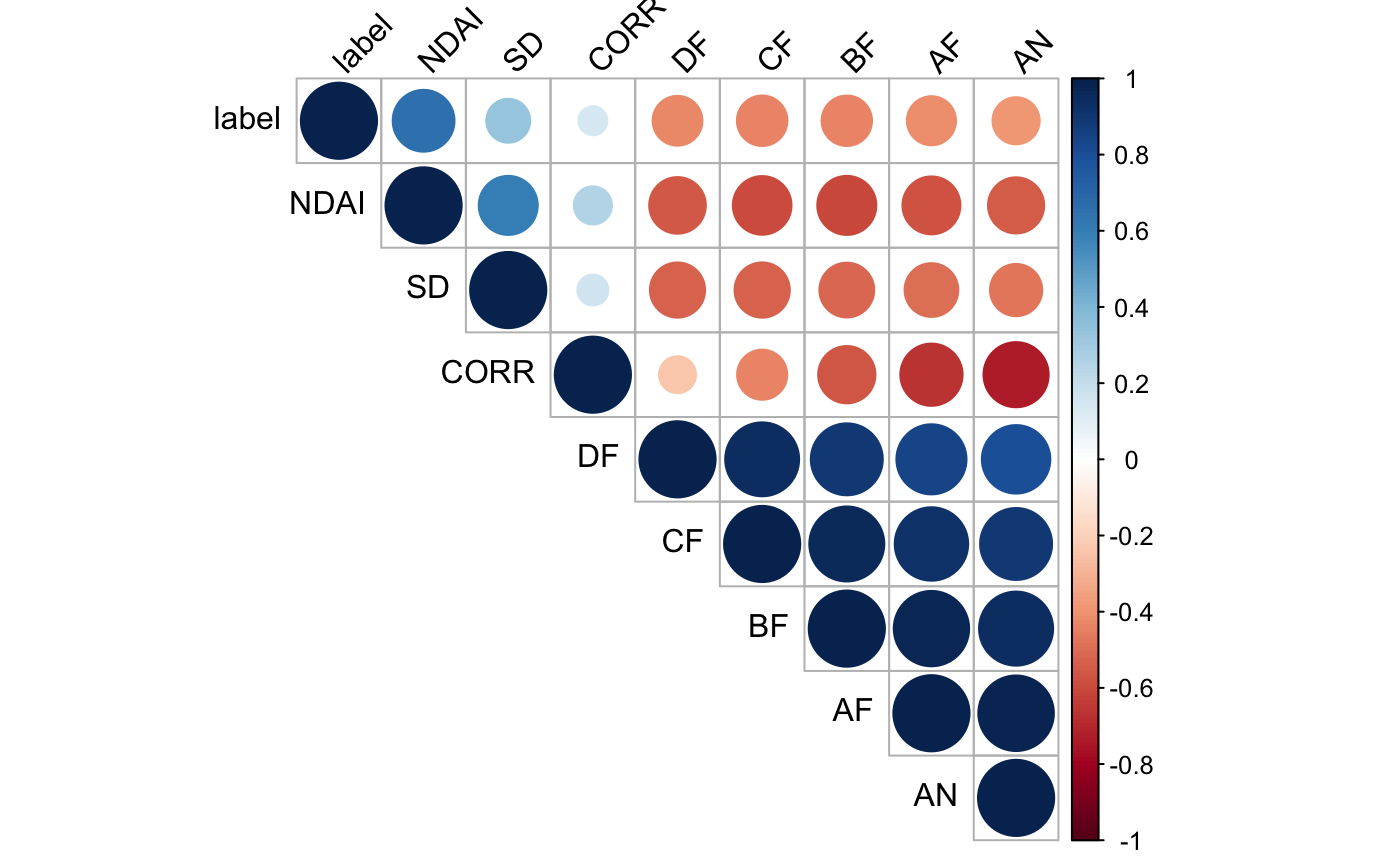 label NDAI SD CORR DF CF BF AF AN
label
NDAI
SD
CORR
DF
CF
BF
AF
AN
1
0.8
0.6
0.4
0.2
0
-0.2
-0.4
-0.6
-0.8
-1